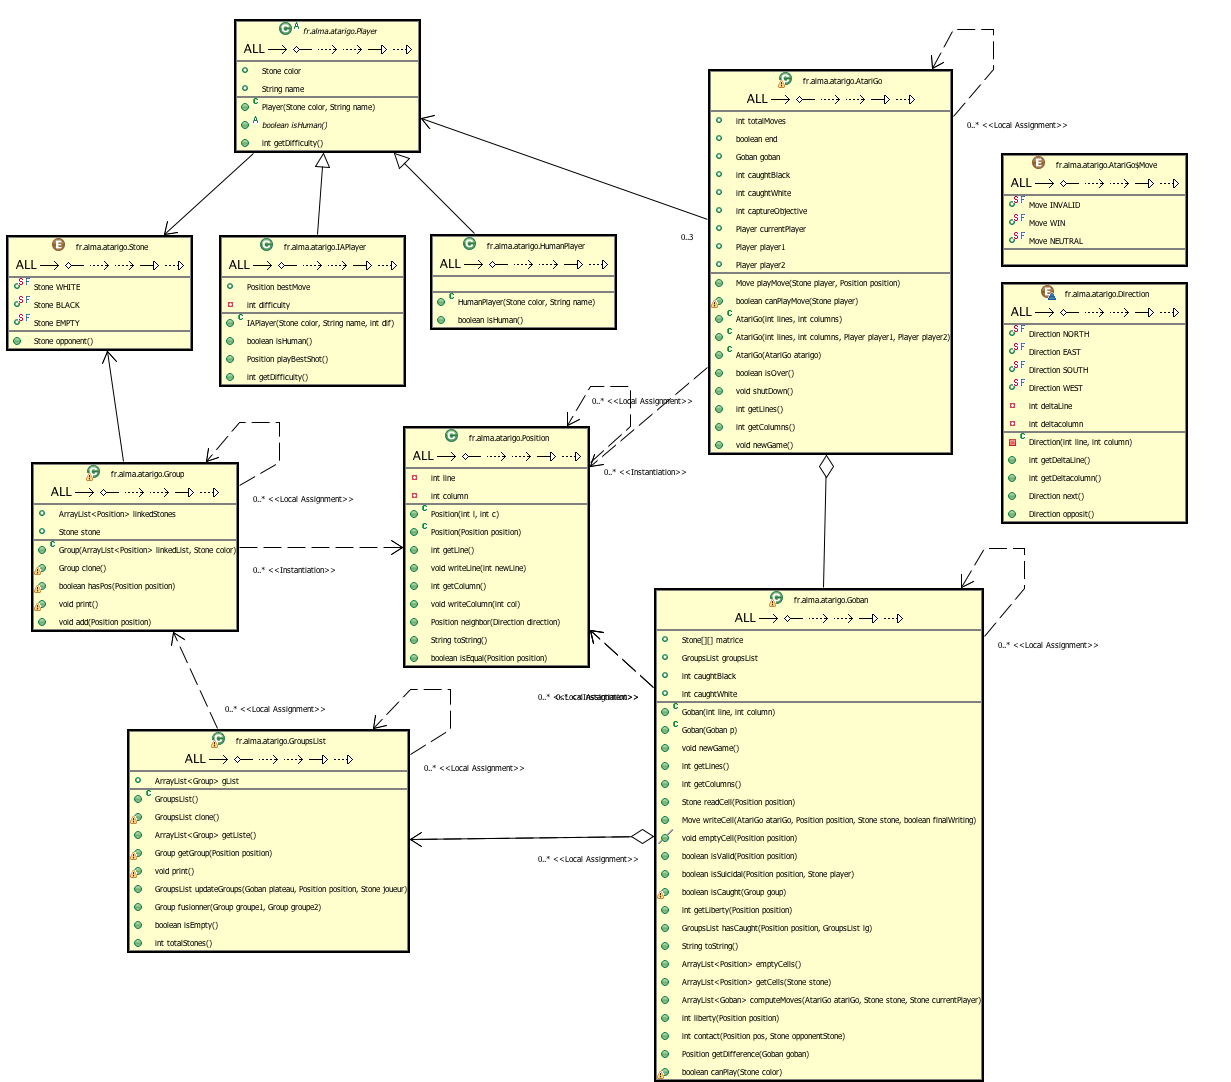 fr.alma.atarigo.Player
ALL
Stone color
String name
Player(Stone color, String name)
boolean isHuman()
int getDifficulty()
fr.alma.atarigo.AtariGo
ALL
int totalMoves
boolean end
Goban goban
int caughtBlack
int caughtWhite
int captureObjective
Player currentPlayer
Player player1
Player player2
Move playMove(Stone player, Position position)
boolean canPlayMove(Stone player)
AtariGo(int lines, int columns)
AtariGo(int lines, int columns, Player player1, Player player2)
AtariGo(AtariGo atarigo)
boolean isOver()
void shutDown()
int getLines()
int getColumns()
void newGame()
0..* <<Local Assignment>>
0..3
fr.alma.atarigo.AtariGo$Move
ALL
Move INVALID
Move WIN
Move NEUTRAL
fr.alma.atarigo.Stone
ALL
Stone WHITE
Stone BLACK
Stone EMPTY
Stone opponent()
fr.alma.atarigo.IAPlayer
ALL
Position bestMove
int difficulty
IAPlayer(Stone color, String name, int dif)
boolean isHuman()
Position playBestShot()
int getDifficulty()
fr.alma.atarigo.HumanPlayer
ALL
HumanPlayer(Stone color, String name)
boolean isHuman()
fr.alma.atarigo.Direction
ALL
Direction NORTH
Direction EAST
Direction SOUTH
Direction WEST
int deltaLine
int deltacolumn
Direction(int line, int column)
int getDeltaLine()
int getDeltacolumn()
Direction next()
Direction opposit()
0..* <<Local Assignment>>
0..* <<Instantiation>>
fr.alma.atarigo.Position
ALL
int line
int column
Position(int l, int c)
Position(Position position)
int getLine()
void writeLine(int newLine)
int getColumn()
void writeColumn(int col)
Position neighbor(Direction direction)
String toString()
boolean isEqual(Position position)
fr.alma.atarigo.Group
ALL
ArrayList<Position> linkedStones
Stone stone
Group(ArrayList<Position> linkedList, Stone color)
Group clone()
boolean hasPos(Position position)
void print()
void add(Position position)
0..* <<Local Assignment>>
0..* <<Instantiation>>
fr.alma.atarigo.Goban
ALL
Stone[][] matrice
GroupsList groupsList
int caughtBlack
int caughtWhite
Goban(int line, int column)
Goban(Goban p)
void newGame()
int getLines()
int getColumns()
Stone readCell(Position position)
Move writeCell(AtariGo atariGo, Position position, Stone stone, boolean finalWriting)
void emptyCell(Position position)
boolean isValid(Position position)
boolean isSuicidal(Position position, Stone player)
boolean isCaught(Group goup)
int getLiberty(Position position)
GroupsList hasCaught(Position position, GroupsList lg)
String toString()
ArrayList<Position> emptyCells()
ArrayList<Position> getCells(Stone stone)
ArrayList<Goban> computeMoves(AtariGo atariGo, Stone stone, Stone currentPlayer)
int liberty(Position position)
int contact(Position pos, Stone opponentStone)
Position getDifference(Goban goban)
boolean canPlay(Stone color)
0..* <<Local Assignment>>
0..* <<Local Assignment>>
fr.alma.atarigo.GroupsList
ALL
ArrayList<Group> gList
GroupsList()
GroupsList clone()
ArrayList<Group> getListe()
Group getGroup(Position position)
void print()
GroupsList updateGroups(Goban plateau, Position position, Stone joueur)
Group fusionner(Group groupe1, Group groupe2)
boolean isEmpty()
int totalStones()
0..* <<Local Assignment>>
0..* <<Local Assignment>>